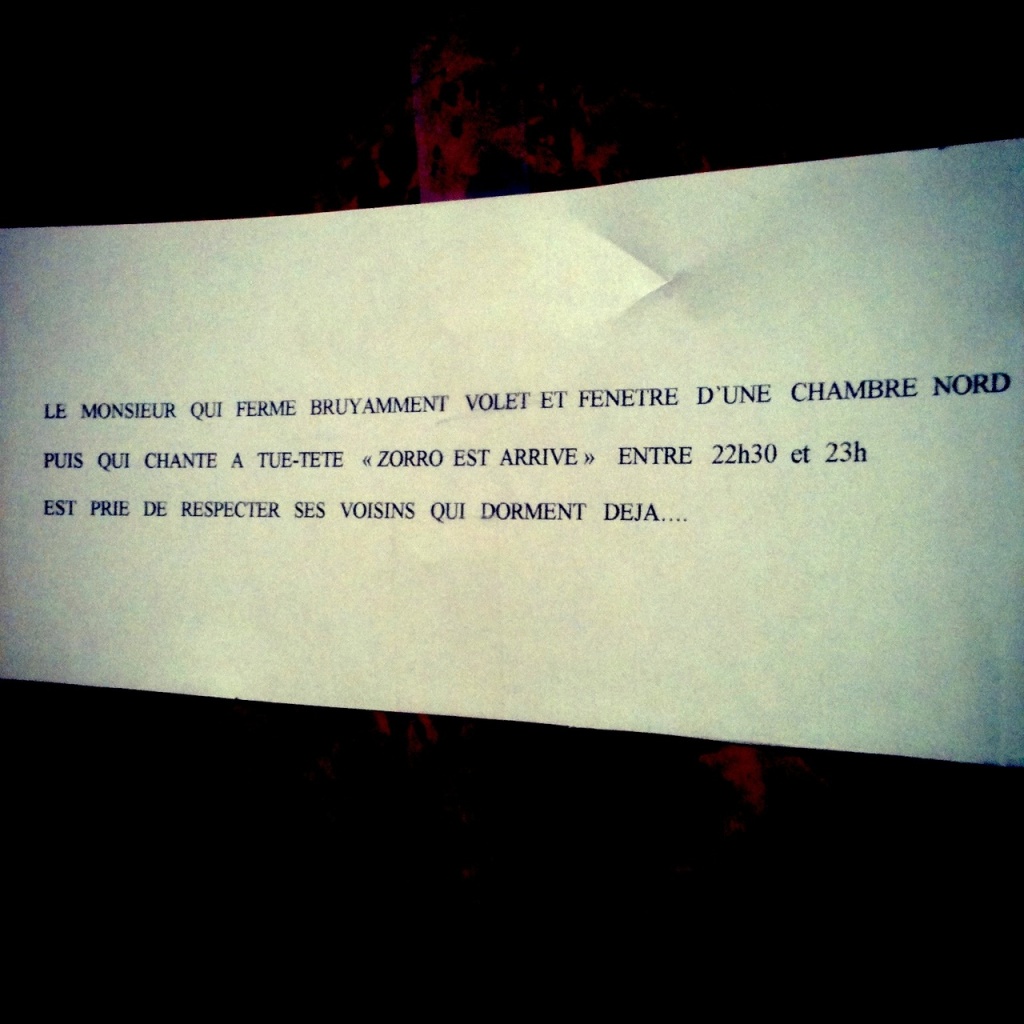 LE MONSIEUR QUI FERME BRUYAMMENT VOLET ET FENETRE D'UNE CHAMBRE NORD
PUIS QUI CHANTE A TUE-TETE « ZORRO EST ARRIVE » ENTRE 22h30 et 23h
EST PRIE DE RESPECTER SES VOISINS QUI DORMENT DEJA....